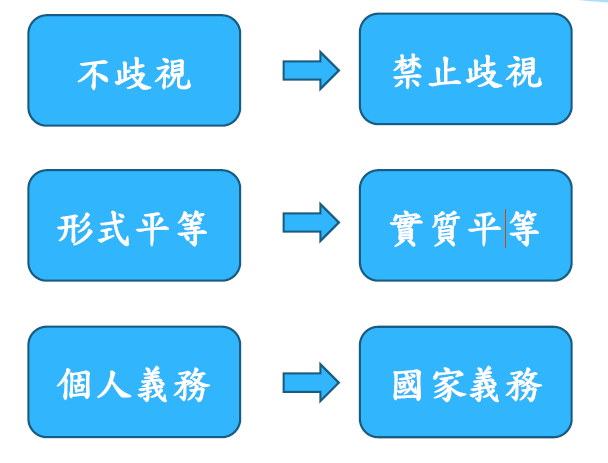 不歧視
禁止歧視
形式平等
實質平等
個人義務
國家義務